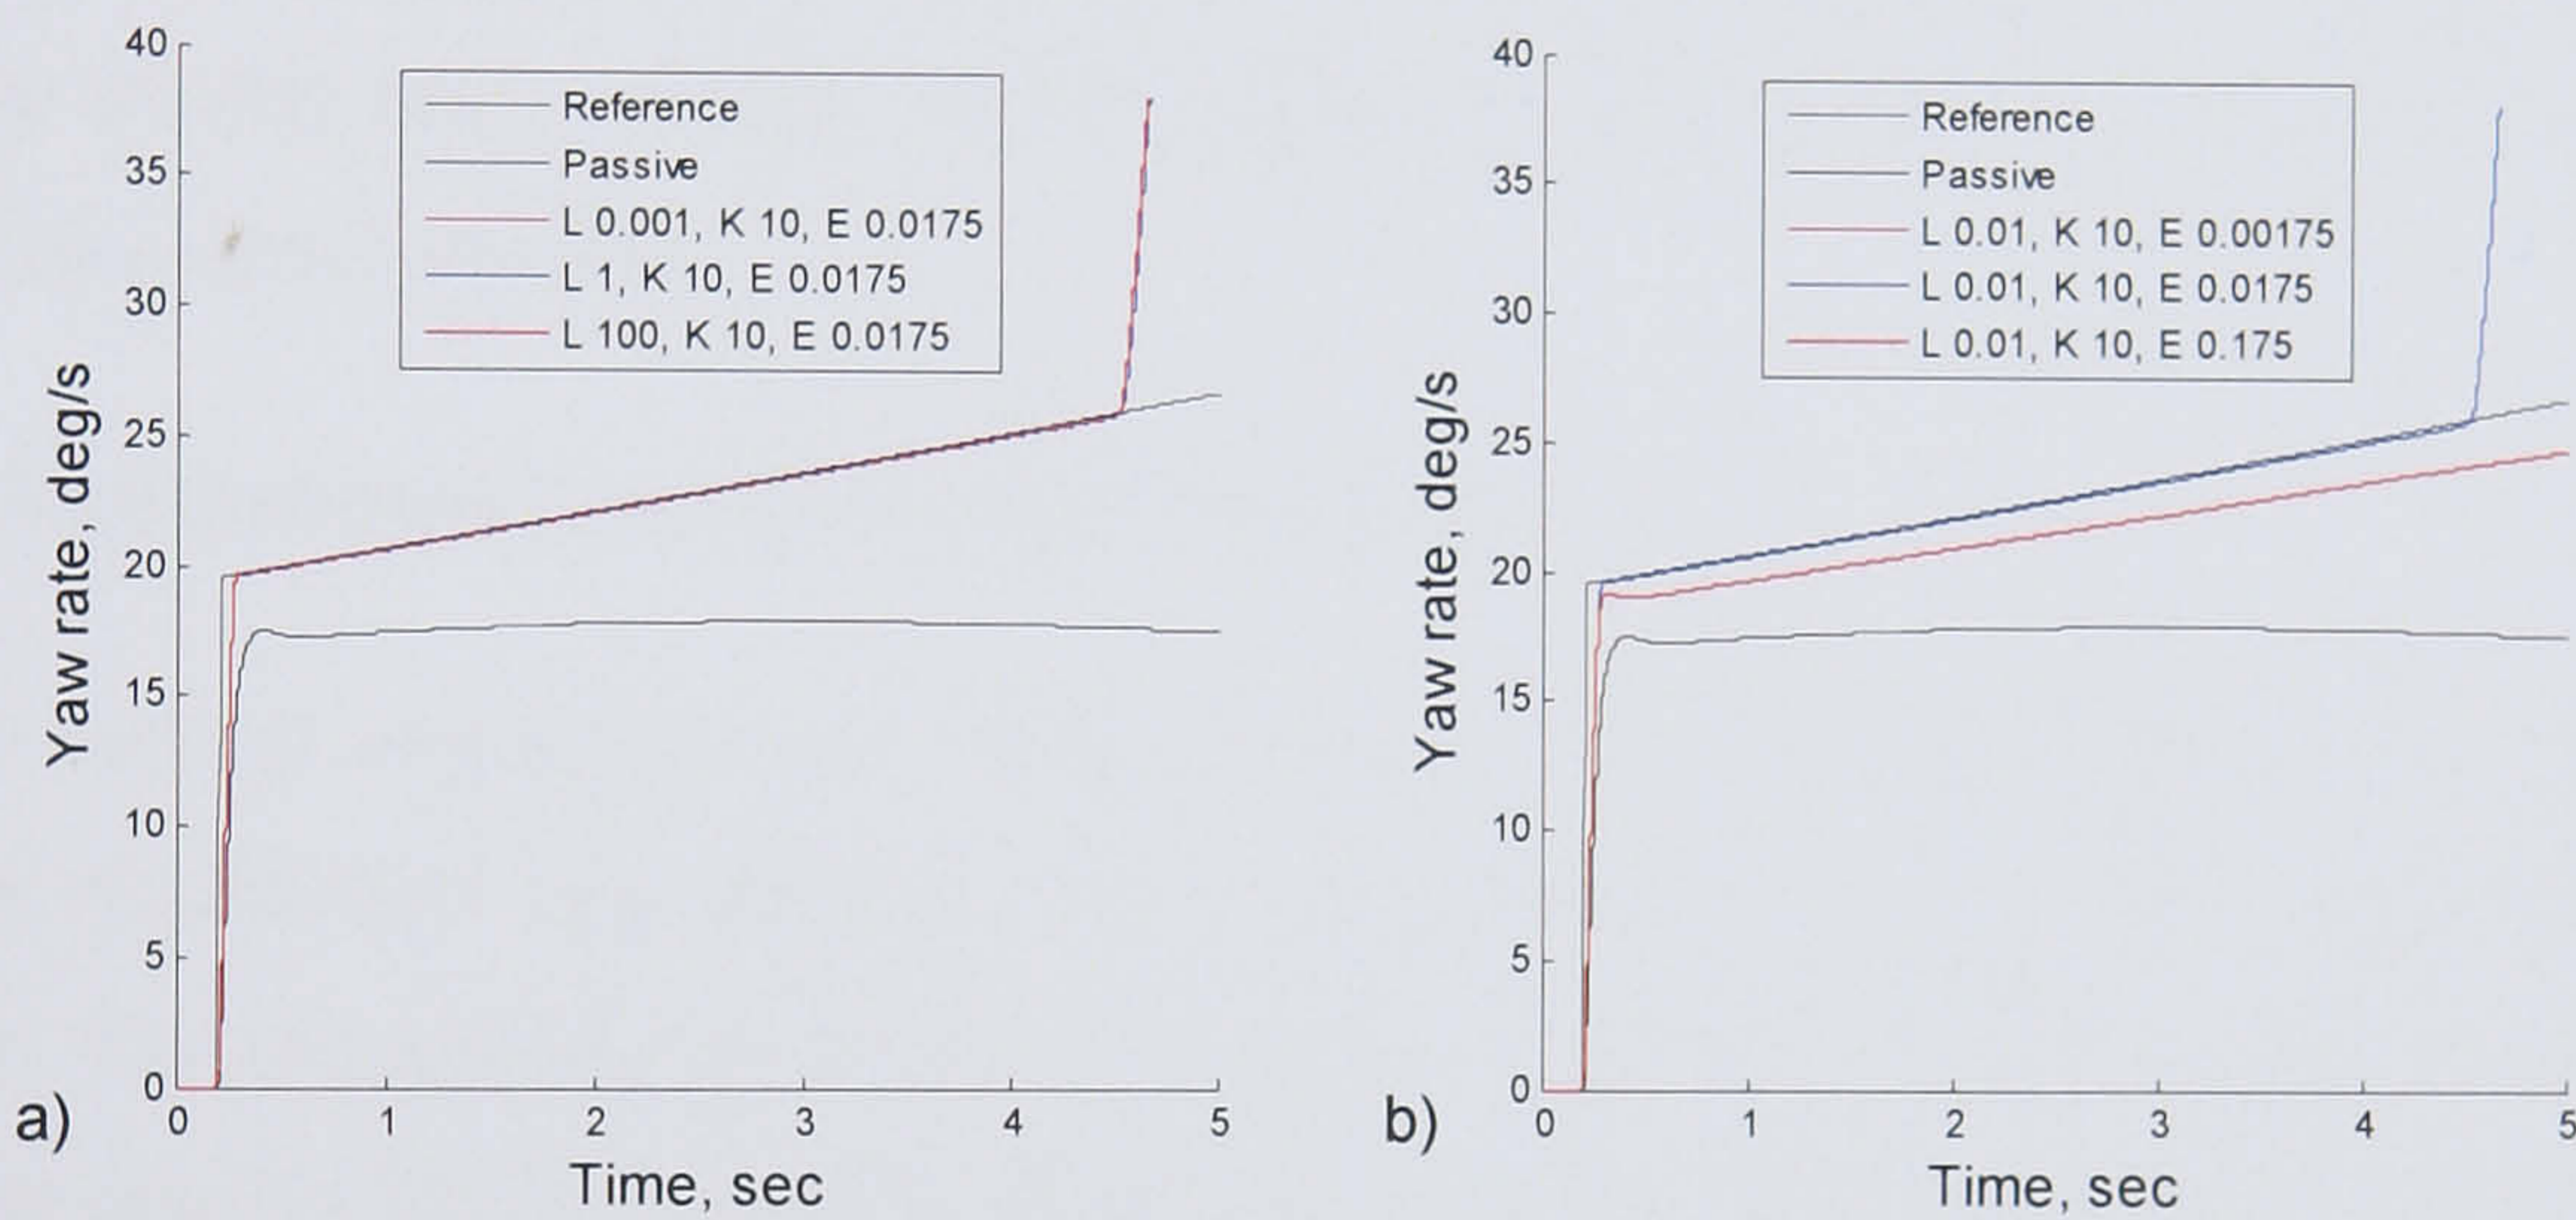 40
35
30
25
20
15
10
5
0
Yaw rate, deg/s
Reference
Passive
L 0.001, K 10, E 0.0175
L 1, K 10, E 0.0175
L 100, K 10, E 0.0175
0 1 2 3 4 5
Time, sec
a)
40
35
30
25
20
15
10
5
0
Yaw rate, deg/s
Reference
Passive
L 0.01, K 10, E 0.00175
L 0.01, K 10, E 0.0175
L 0.01, K 10, E 0.175
0 1 2 3 4 5
Time, sec
b)